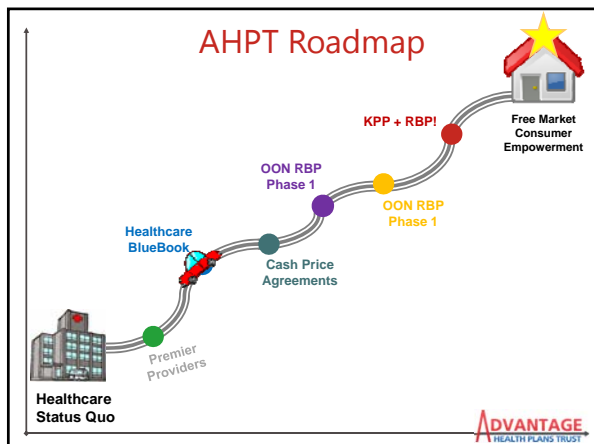 AHPT Roadmap
KPP + RBP!
Free Market
Consumer
Empowerment
OON RBP
Phase 1
OON RBP
Phase 1
Healthcare
BlueBook
Cash Price
Agreements
Premier
Providers
Healthcare
Status Quo
ADVANTAGE
HEALTH PLANS TRUST